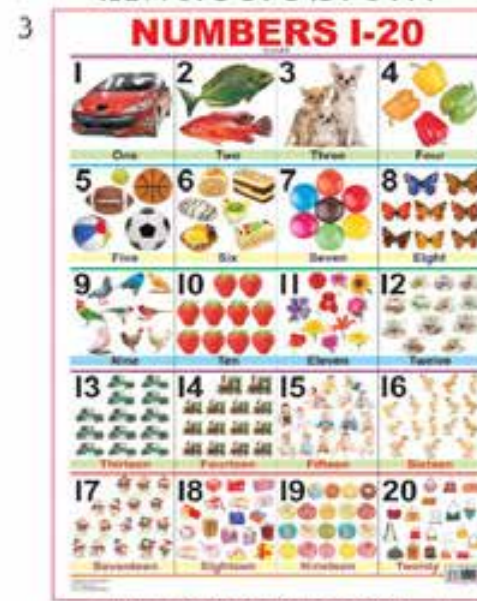 3
NUMBERS 1-20
1 2 3 4
One Two Three Four
5 6 7 8
Five Six Seven Eight
9 10 11 12
Nine Ten Eleven Twelve
13 14 15 16
Thirteen Fourteen Fifteen Sixteen
17 18 19 20
Seventeen Eighteen Nineteen Twenty